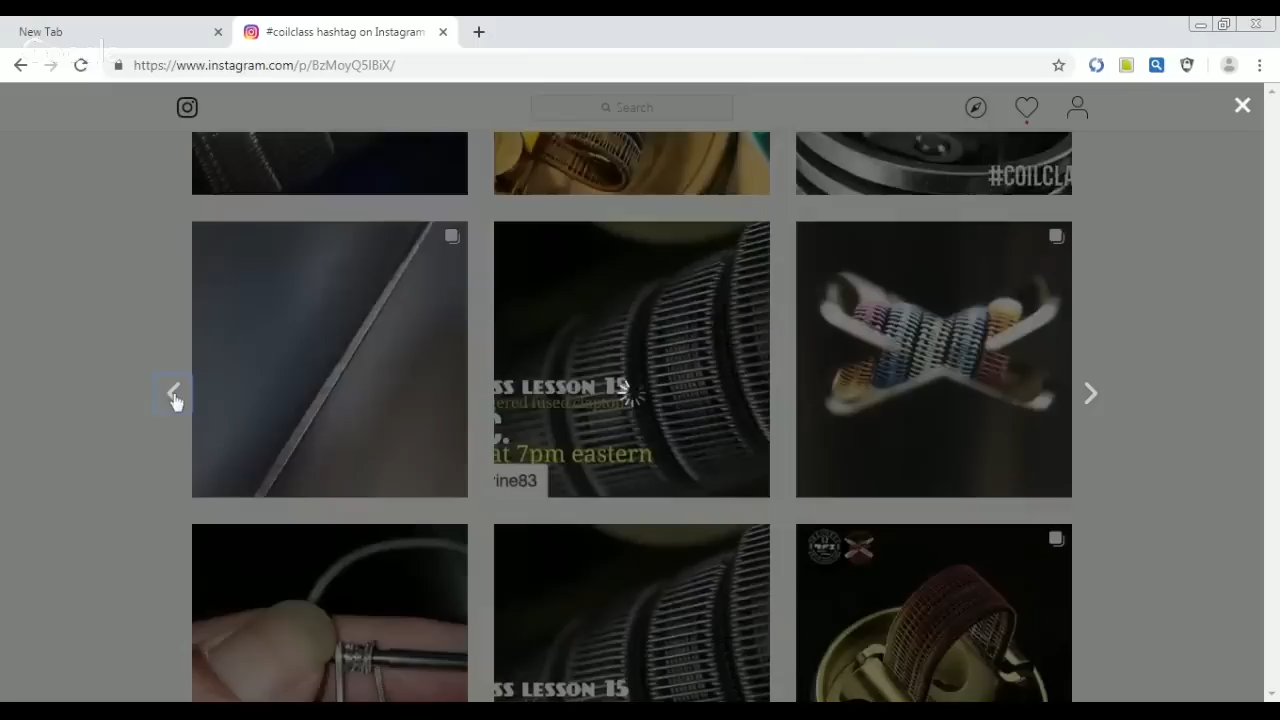 New Tab
#coilclass hashtag on Instagram
Google
https://www.instagram.com/p/BzMoyQ5lBiX/
Search
#COILCLA
SS LESSON 15
ered fused clapton
C.
at 7pm eastern
rine83
SS LESSON 15